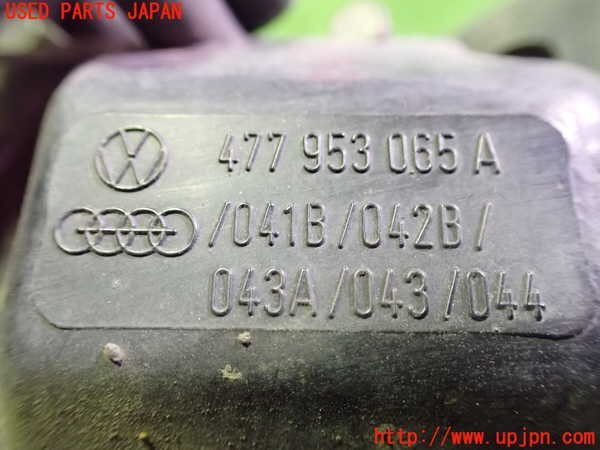 USED PARTS JAPAN
477 953 065 A
/041B/042B/
043A/043/044
http://www.upjpn.com/